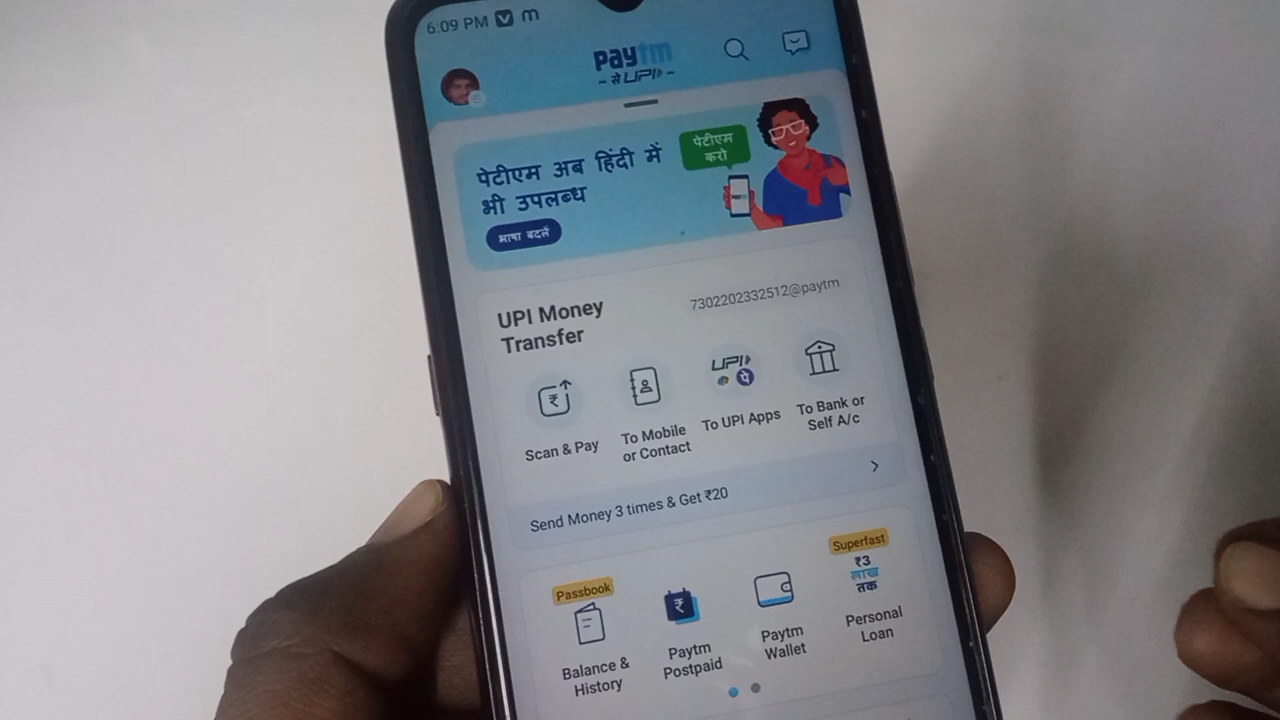 6:09 PM
paytm
से UPI
पेटीएम अब हिंदी में
भी उपलब्ध
भाषा बदलें
पेटीएम
करो
UPI Money
Transfer
7302202332512@paytm
Scan & Pay
To Mobile
or Contact
UPI
पे
To UPI Apps
To Bank or
Self A/c
Send Money 3 times & Get ₹20
Passbook
Balance &
History
Paytm
Postpaid
Paytm
Wallet
Superfast
₹3
लाख
तक
Personal
Loan